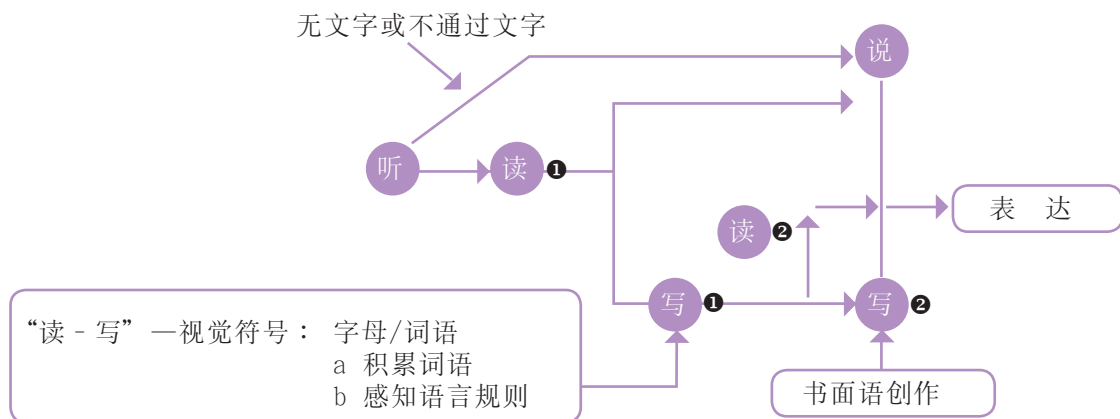 无文字或不通过文字
说
听
读 ❶
读 ❷
表 达
写 ❶
写 ❷
“读 - 写” —视觉符号： 字母/词语
a 积累词语
b 感知语言规则
书面语创作